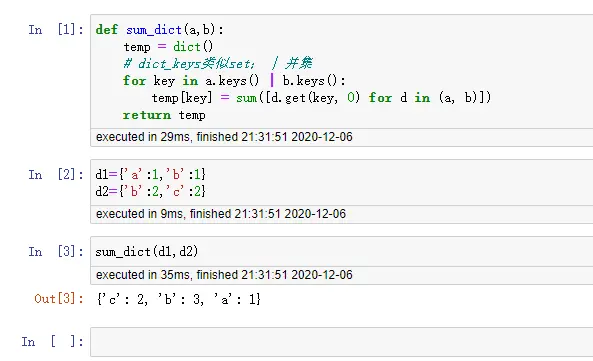 In [1]: def sum_dict(a,b):
temp = dict()
# dict_keys类似set； | 并集
for key in a.keys() | b.keys():
temp[key] = sum([d.get(key, 0) for d in (a, b)])
return temp
executed in 29ms, finished 21:31:51 2020-12-06
In [2]: d1={'a':1,'b':1}
d2={'b':2,'c':2}
executed in 9ms, finished 21:31:51 2020-12-06
In [3]: sum_dict(d1,d2)
executed in 35ms, finished 21:31:51 2020-12-06
Out[3]: {'c': 2, 'b': 3, 'a': 1}
In [ ]: